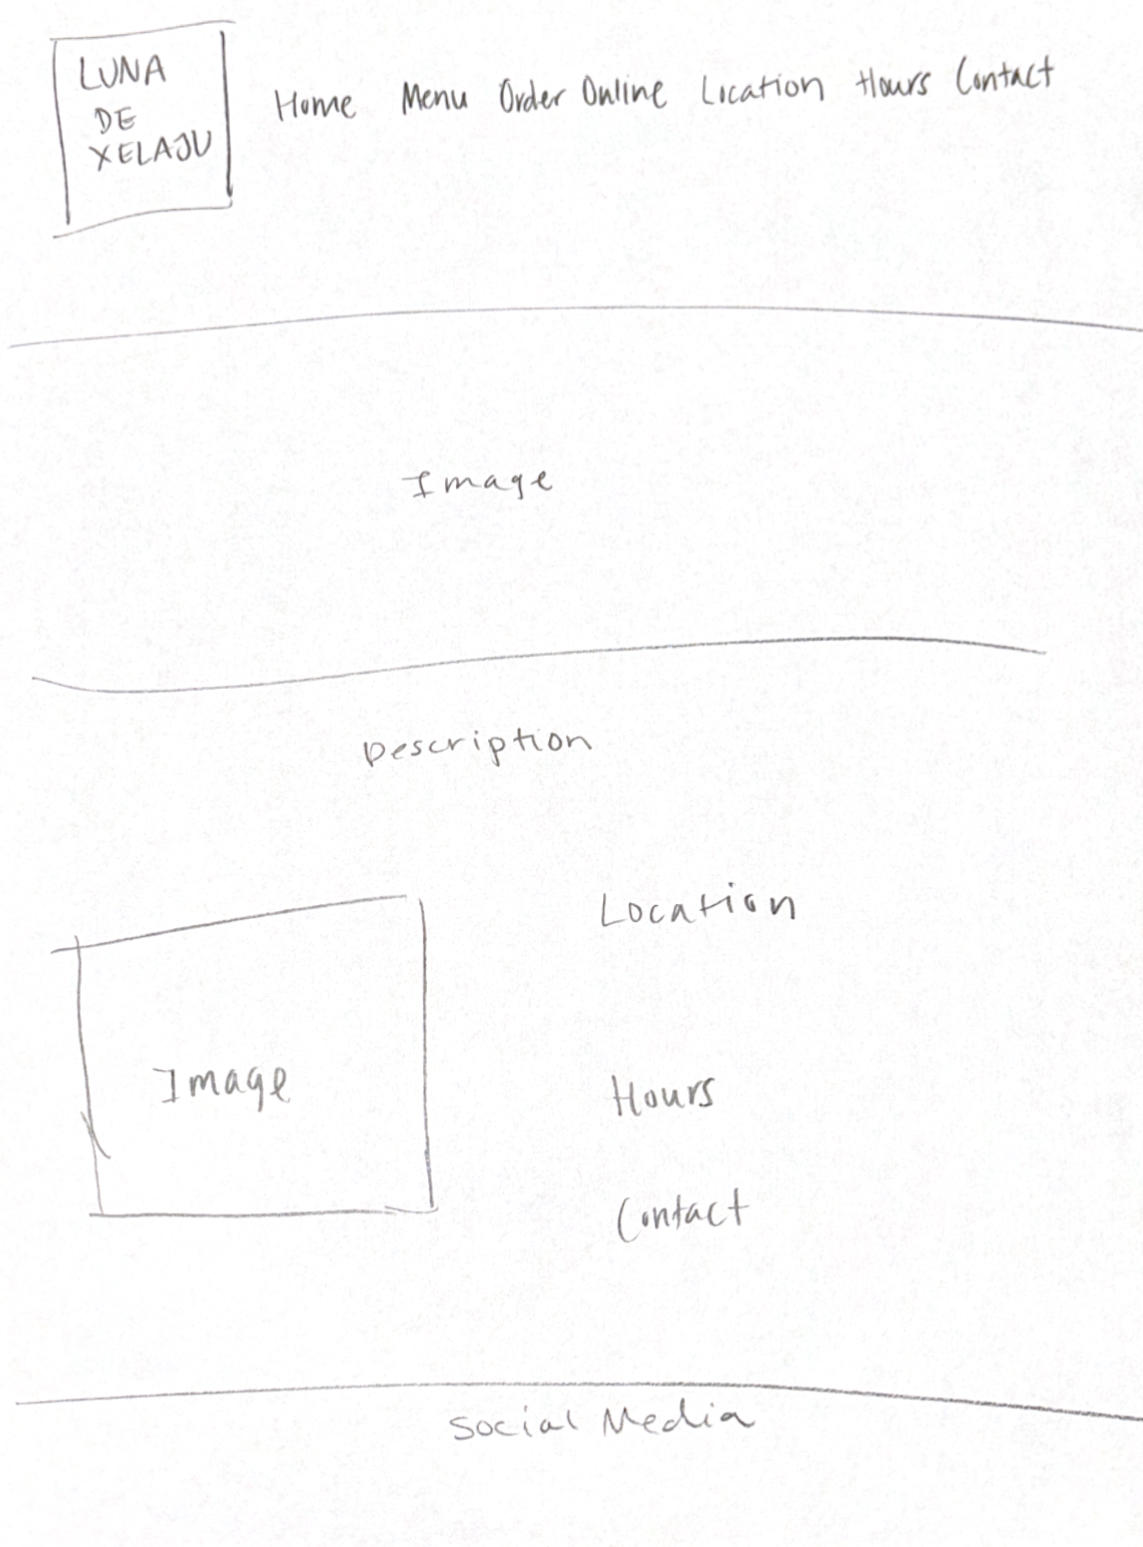 LUNA
DE
XELAJU
Home Menu Order Online Location Hours Contact
Image
Description
Location
Image
Hours
Contact
Social Media